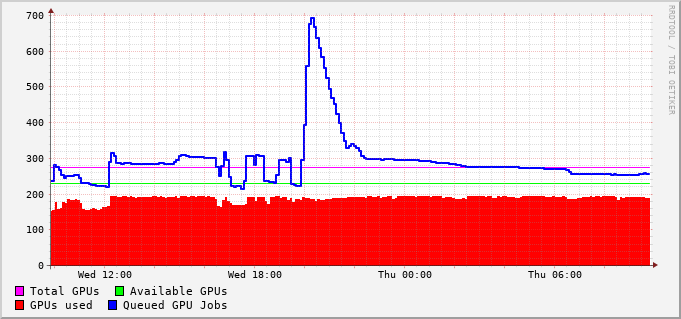 700
600
500
400
300
200
100
0
Wed 12:00 Wed 18:00 Thu 00:00 Thu 06:00
Total GPUs Available GPUs
GPUs used Queued GPU Jobs
RRDTOOL / TOBI OETIKER